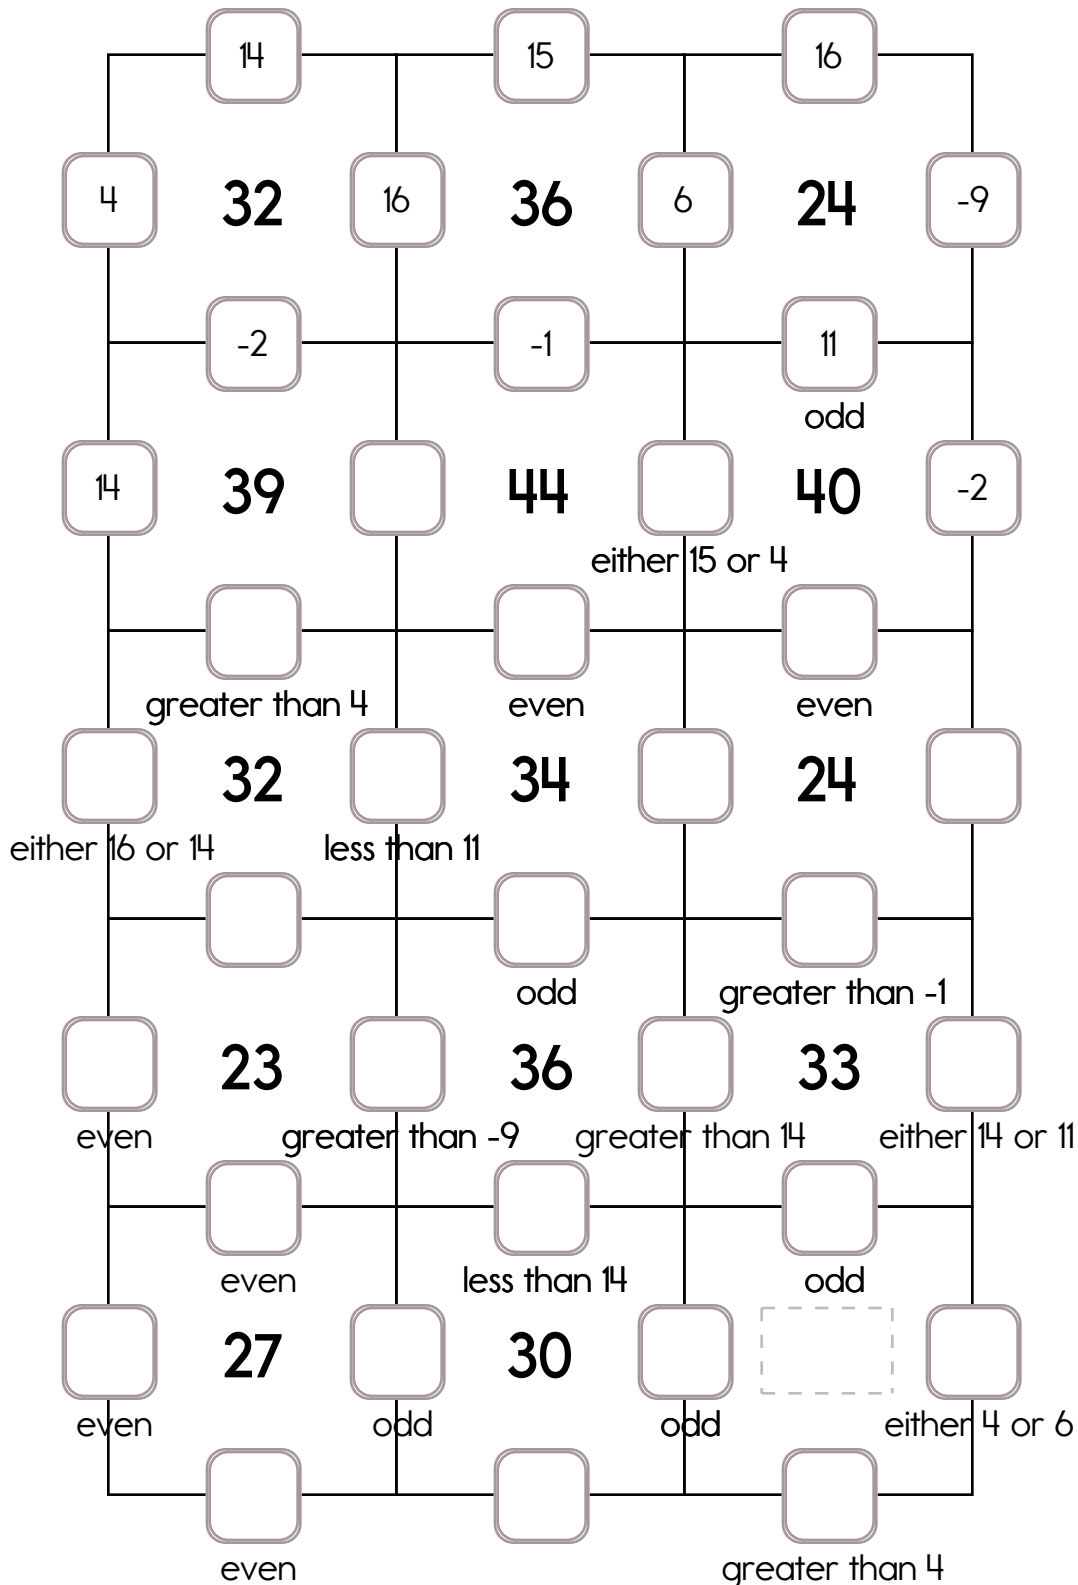 14 15 16
4 32 16 36 6 24 -9
-2 -1 11
odd
14 39 44 40 -2
either 15 or 4
greater than 4 even even
32 34 24
either 16 or 14 less than 11
odd greater than -1
23 36 33
even greater than -9 greater than 14 either 14 or 11
even less than 14 odd
27 30
even odd odd either 4 or 6
even greater than 4